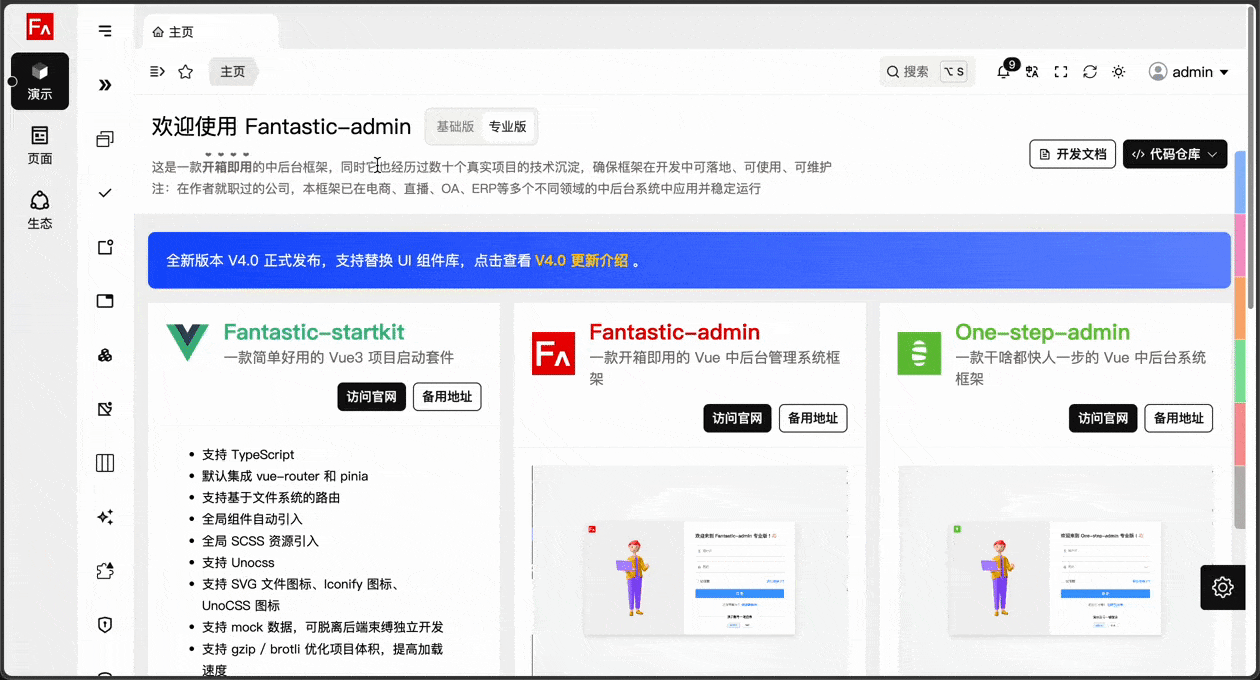 FΛ
演示
页面
生态
主页
主页
搜索
⌥ S
9
admin
欢迎使用 Fantastic-admin
基础版
专业版
这是一款开箱即用的中后台框架，同时它也经历过数十个真实项目的技术沉淀，确保框架在开发中可落地、可使用、可维护
注：在作者就职过的公司，本框架已在电商、直播、OA、ERP等多个不同领域的中后台系统中应用并稳定运行
开发文档
代码仓库
全新版本 V4.0 正式发布，支持替换 UI 组件库，点击查看 V4.0 更新介绍 。
Fantastic-startkit
一款简单好用的 Vue3 项目启动套件
访问官网
备用地址
支持 TypeScript
默认集成 vue-router 和 pinia
支持基于文件系统的路由
全局组件自动引入
全局 SCSS 资源引入
支持 Unocss
支持 SVG 文件图标、Iconify 图标、
UnoCSS 图标
支持 mock 数据，可脱离后端束缚独立开发
支持 gzip / brotli 优化项目体积，提高加载
速度
FΛ
Fantastic-admin
一款开箱即用的 Vue 中后台管理系统框
架
访问官网
备用地址
欢迎来到 Fantastic-admin 专业版！
One-step-admin
一款干啥都快人一步的 Vue 中后台系统
框架
访问官网
备用地址
欢迎来到 One-step-admin 专业版！